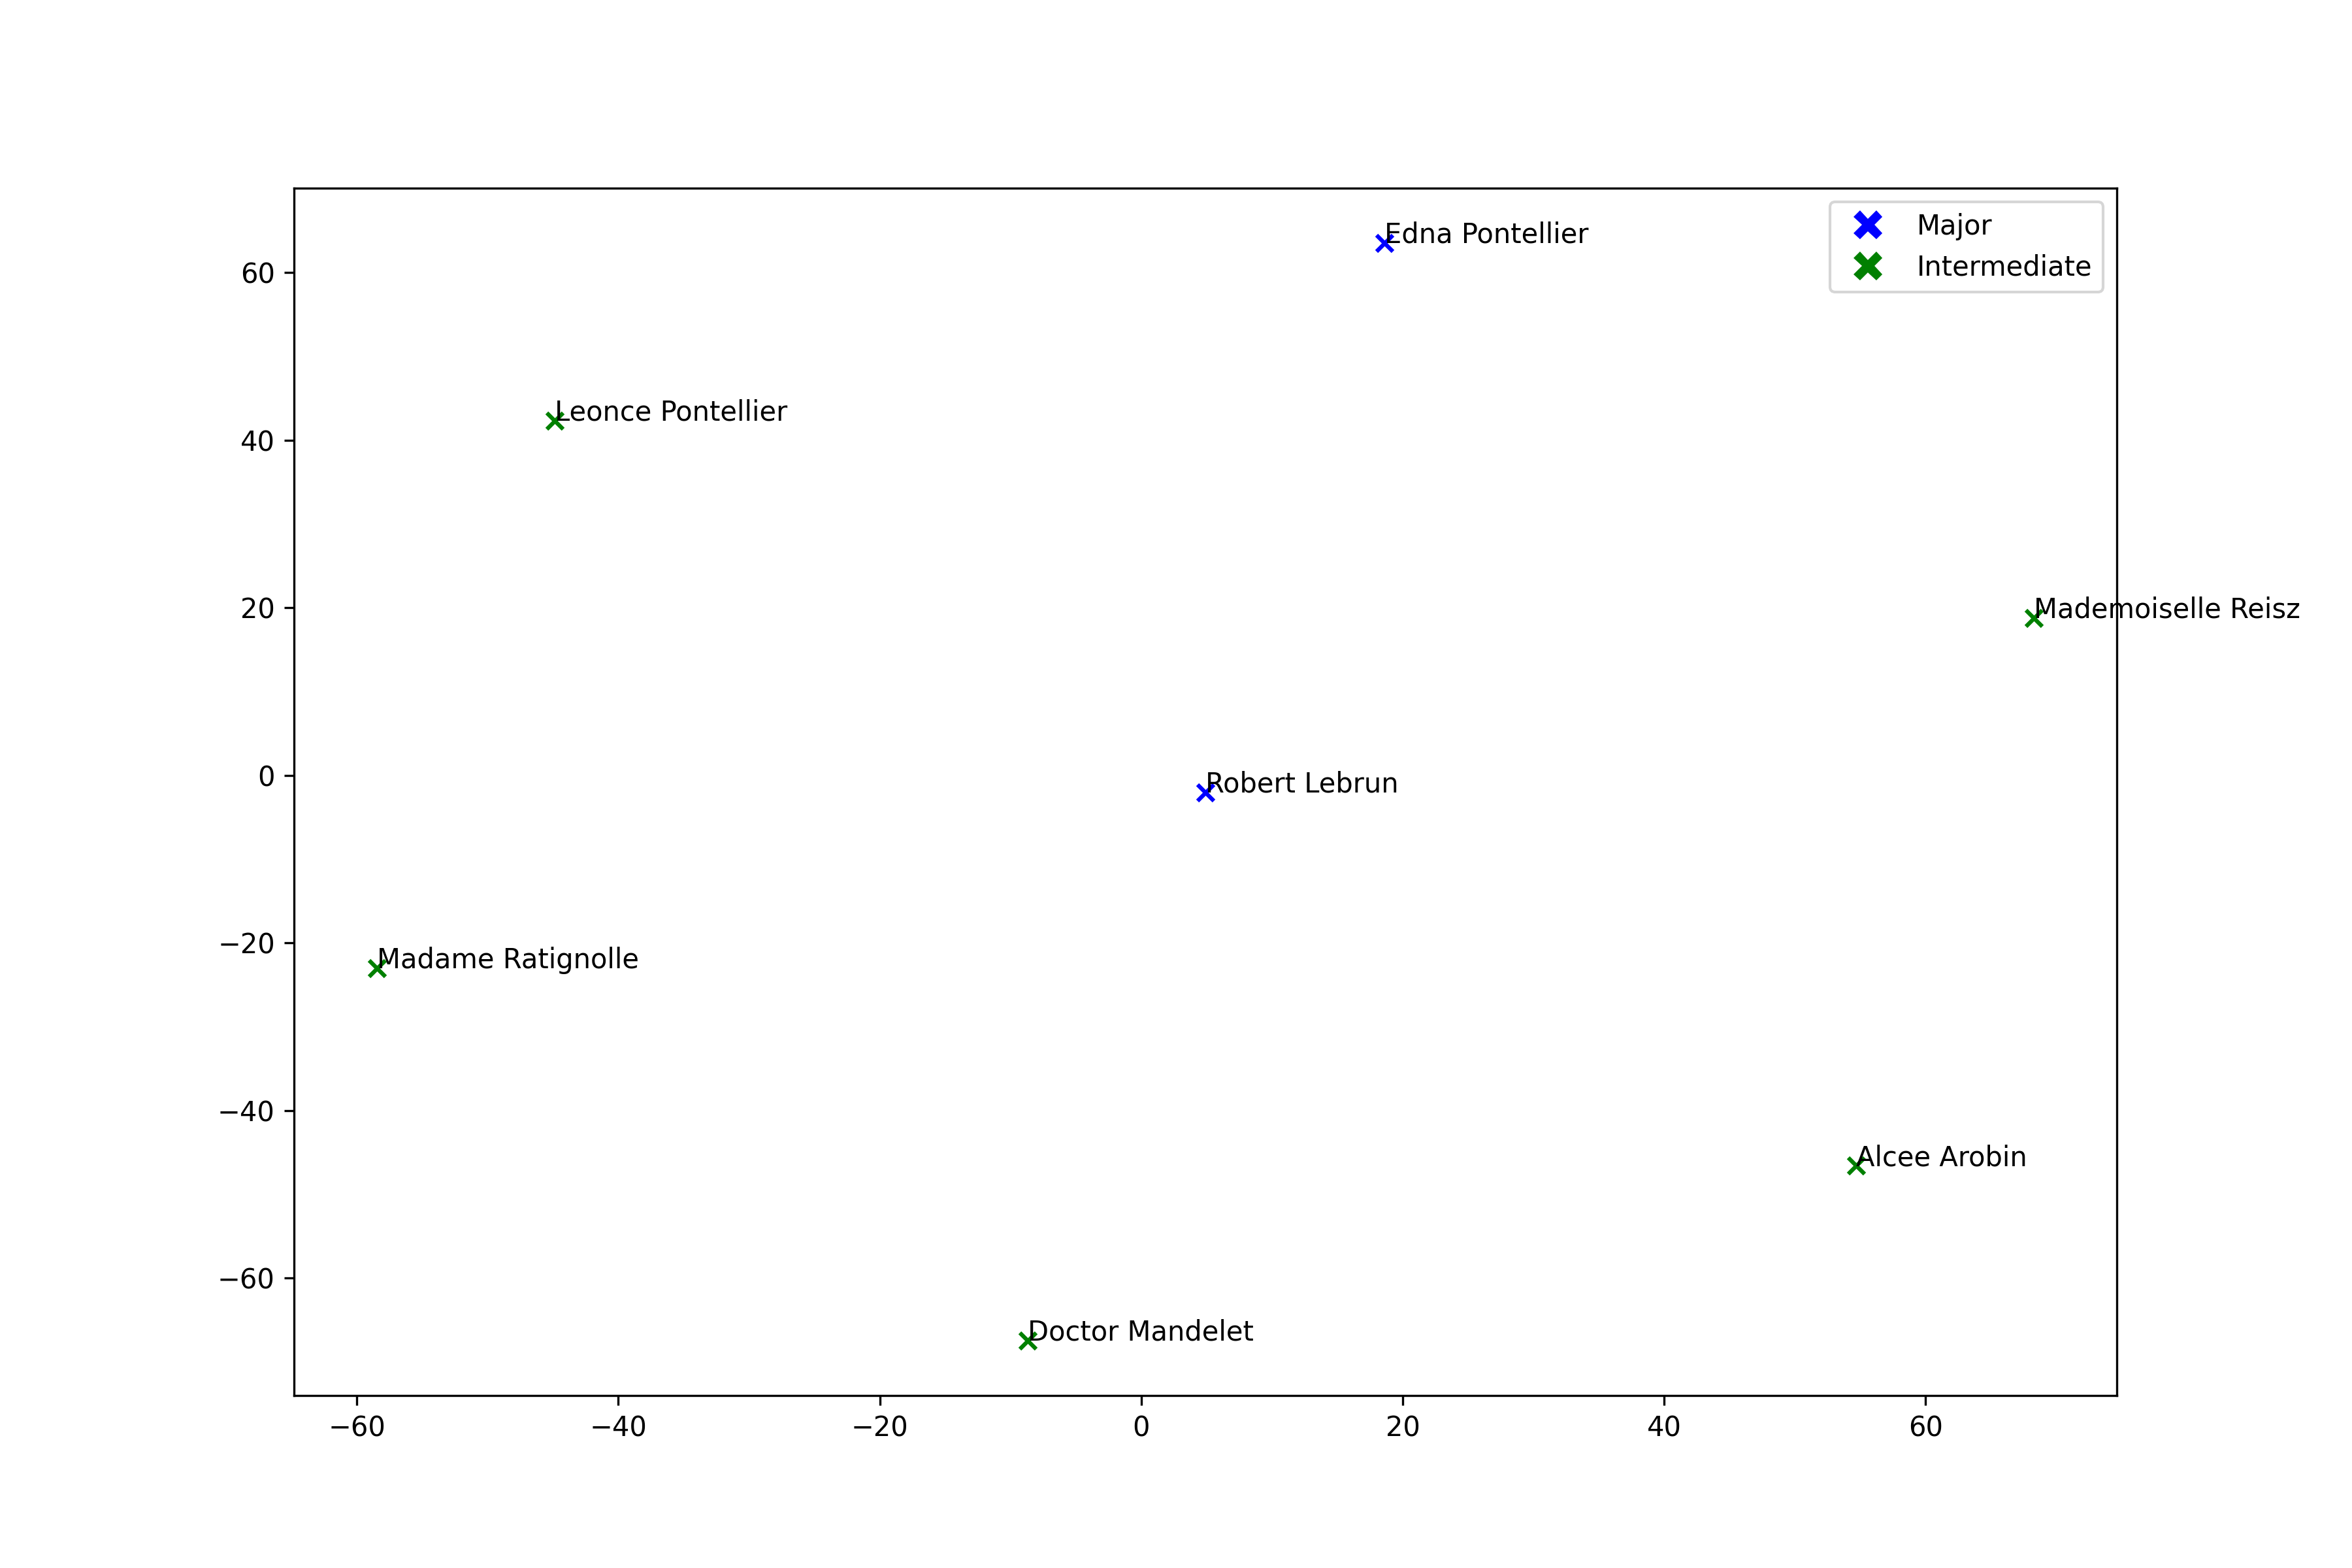 Edna Pontellier
Major
Intermediate
60
Leonce Pontellier
40
Mademoiselle Reisz
20
Robert Lebrun
0
Madame Ratignolle
−20
−40
Alcee Arobin
−60
Doctor Mandelet
−60 −40 −20 0 20 40 60